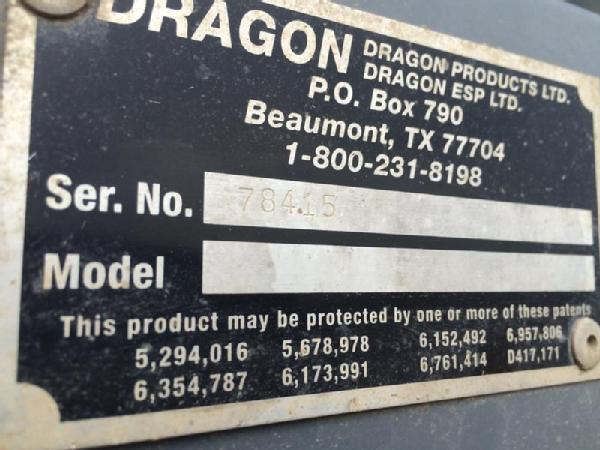 DRAGON
DRAGON PRODUCTS LTD.
DRAGON ESP LTD.
P.O. Box 790
Beaumont, TX 77704
1-800-231-8198
Ser. No. 78415
Model
This product may be protected by one or more of these patents
5,294,016 5,678,978 6,152,492 6,957,806
6,354,787 6,173,991 6,761,414 D417,171